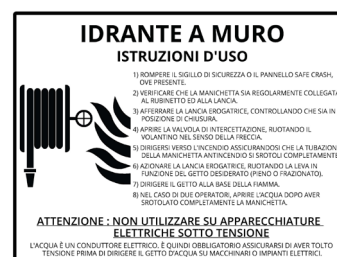 IDRANTE A MURO
ISTRUZIONI D'USO
1) ROMPERE IL SIGILLO DI SICUREZZA O IL PANNELLO SAFE CRASH,
OVE PRESENTE.
2) VERIFICARE CHE LA MANICHETTA SIA REGOLARMENTE COLLEGATA
AL RUBINETTO ED ALLA LANCIA.
3) AFFERRARE LA LANCIA EROGATRICE, CONTROLLANDO CHE SIA IN
POSIZIONE DI CHIUSURA.
4) APRIRE LA VALVOLA DI INTERCETTAZIONE, RUOTANDO IL
VOLANTINO NEL SENSO DELLA FRECCIA.
5) DIRIGERSI VERSO L'INCENDIO ASSICURANDOSI CHE LA TUBAZION
DELLA MANICHETTA ANTINCENDIO SI SROTOLI COMPLETAMENTE
6) AZIONARE LA LANCIA EROGATRICE, RUOTANDO LA LEVA IN
FUNZIONE DEL GETTO DESIDERATO (PIENO O FRAZIONATO).
7) DIRIGERE IL GETTO ALLA BASE DELLA FIAMMA.
8) NEL CASO DI DUE OPERATORI, APRIRE L'ACQUA DOPO AVER
SROTOLATO COMPLETAMENTE LA MANICHETTA.
ATTENZIONE : NON UTILIZZARE SU APPARECCHIATURE
ELETTRICHE SOTTO TENSIONE
L'ACQUA È UN CONDUTTORE ELETTRICO. È QUINDI OBBLIGATORIO ASSICURARSI DI AVER TOLTO
TENSIONE PRIMA DI DIRIGERE IL GETTO D'ACQUA SU MACCHINARI O IMPIANTI ELETTRICI.